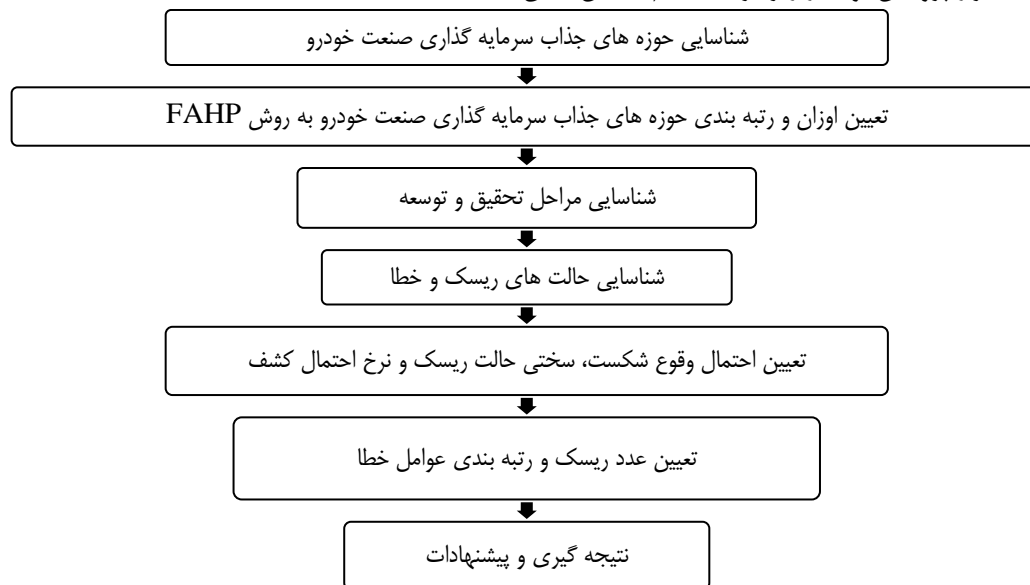 شناسایی حوزه های جذاب سرمایه گذاری صنعت خودرو
تعیین اوزان و رتبه بندی حوزه های جذاب سرمایه گذاری صنعت خودرو به روش FAHP
شناسایی مراحل تحقیق و توسعه
شناسایی حالت های ریسک و خطا
تعیین احتمال وقوع شکست، سختی حالت ریسک و نرخ احتمال کشف
تعیین عدد ریسک و رتبه بندی عوامل خطا
نتیجه گیری و پیشنهادات